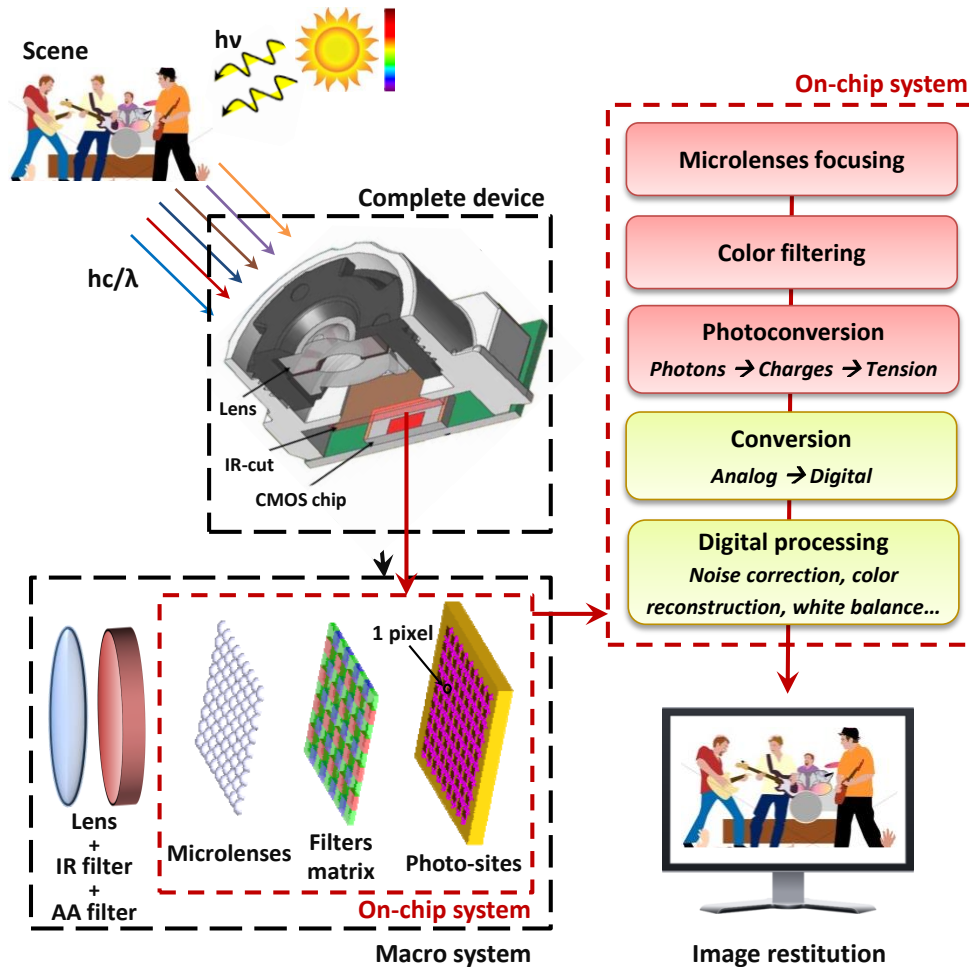 Scene
hν
hc/λ
Complete device
Lens
IR-cut
CMOS chip
On-chip system
Microlenses focusing
Color filtering
Photoconversion
Photons → Charges → Tension
Conversion
Analog → Digital
Digital processing
Noise correction, color
reconstruction, white balance...
1 pixel
Lens
+
IR filter
+
AA filter
Microlenses
Filters
matrix
Photo-sites
On-chip system
Macro system
Image restitution